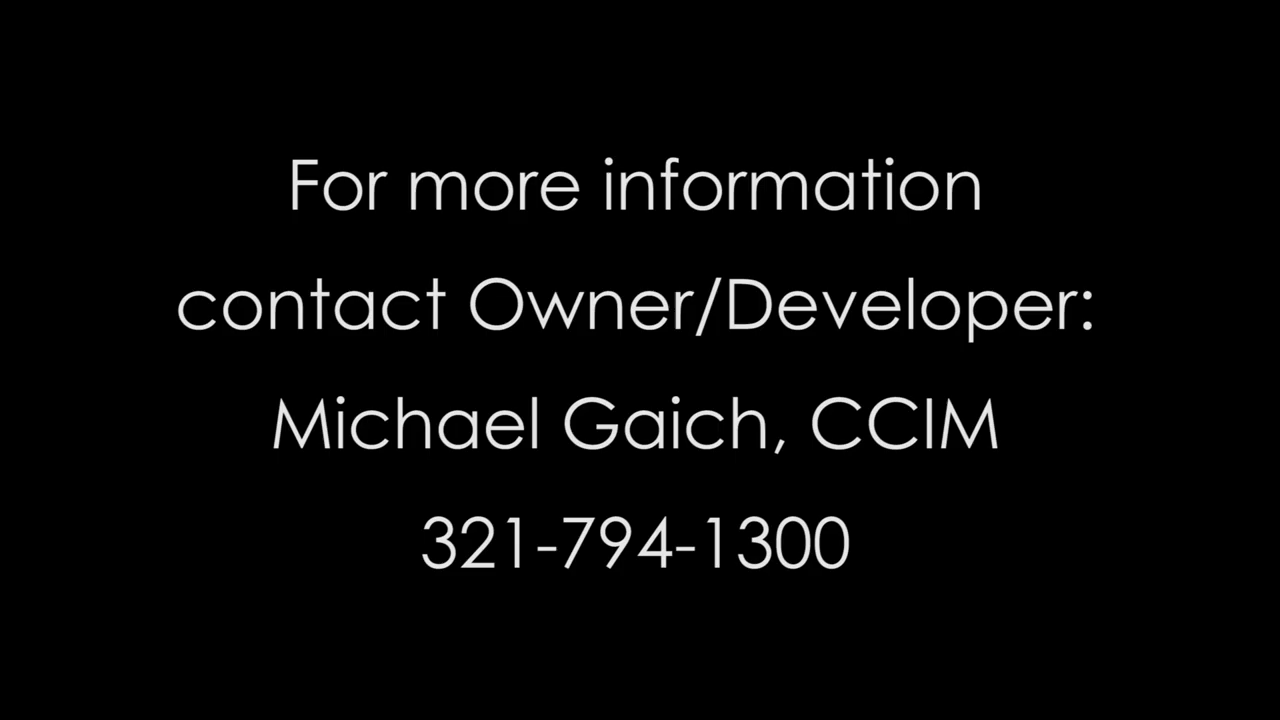 For more information
contact Owner/Developer:
Michael Gaich, CCIM
321-794-1300